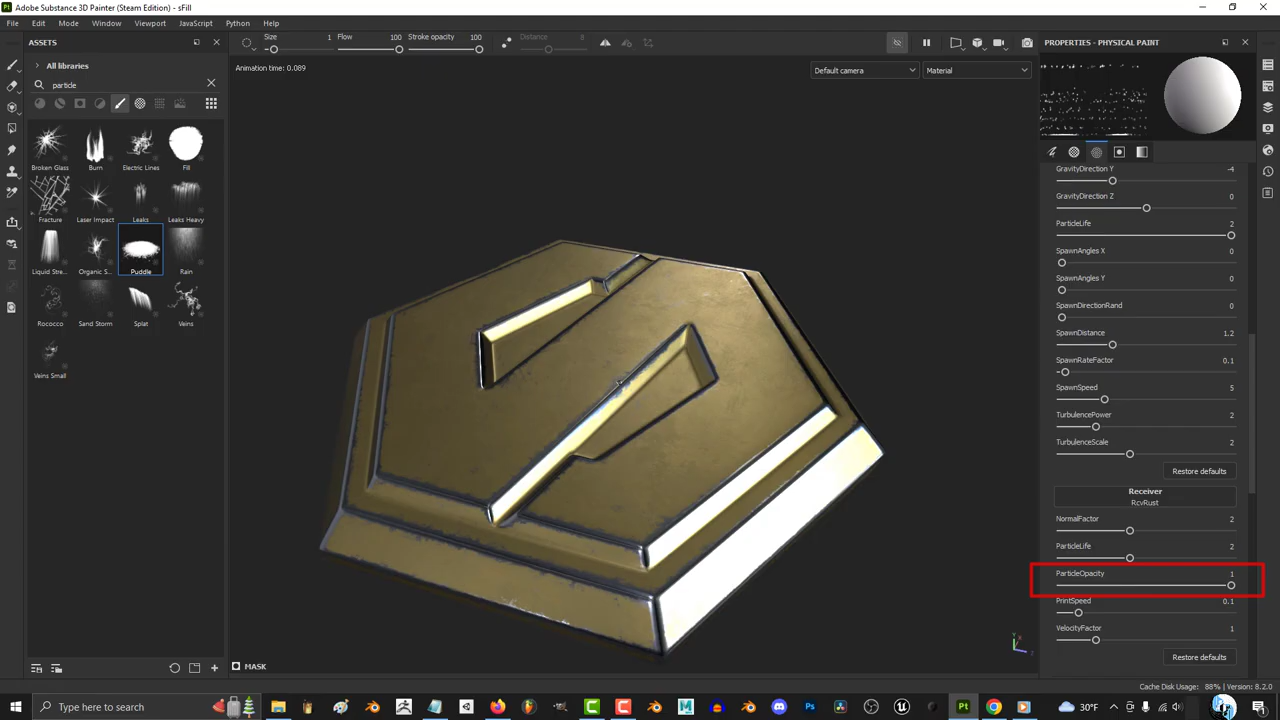 Adobe Substance 3D Painter (Steam Edition) - sFill
File Edit Mode Window Viewport JavaScript Python Help
ASSETS
Size 1 Flow 100 Stroke opacity 100 Distance 8
PROPERTIES - PHYSICAL PAINT
All libraries
particle
Animation time: 0.089
Default camera
Material
Broken Glass Burn Electric Lines Fill
Fracture Laser Impact Leaks Leaks Heavy
Liquid Stre... Organic S... Puddle Rain
Rococco Sand Storm Splat Veins
Veins Small
GravityDirection Y -4
GravityDirection Z 0
ParticleLife 2
SpawnAngles X 0
SpawnAngles Y 0
SpawnDirectionRand 0
SpawnDistance 1.2
SpawnRateFactor 0.1
SpawnSpeed 5
TurbulencePower 2
TurbulenceScale 2
Restore defaults
Receiver
RcvRust
NormalFactor 2
ParticleLife 2
ParticleOpacity 1
PrintSpeed 0.1
VelocityFactor 1
Restore defaults
MASK
Cache Disk Usage: 88% | Version: 8.2.0
Type here to search
30°F